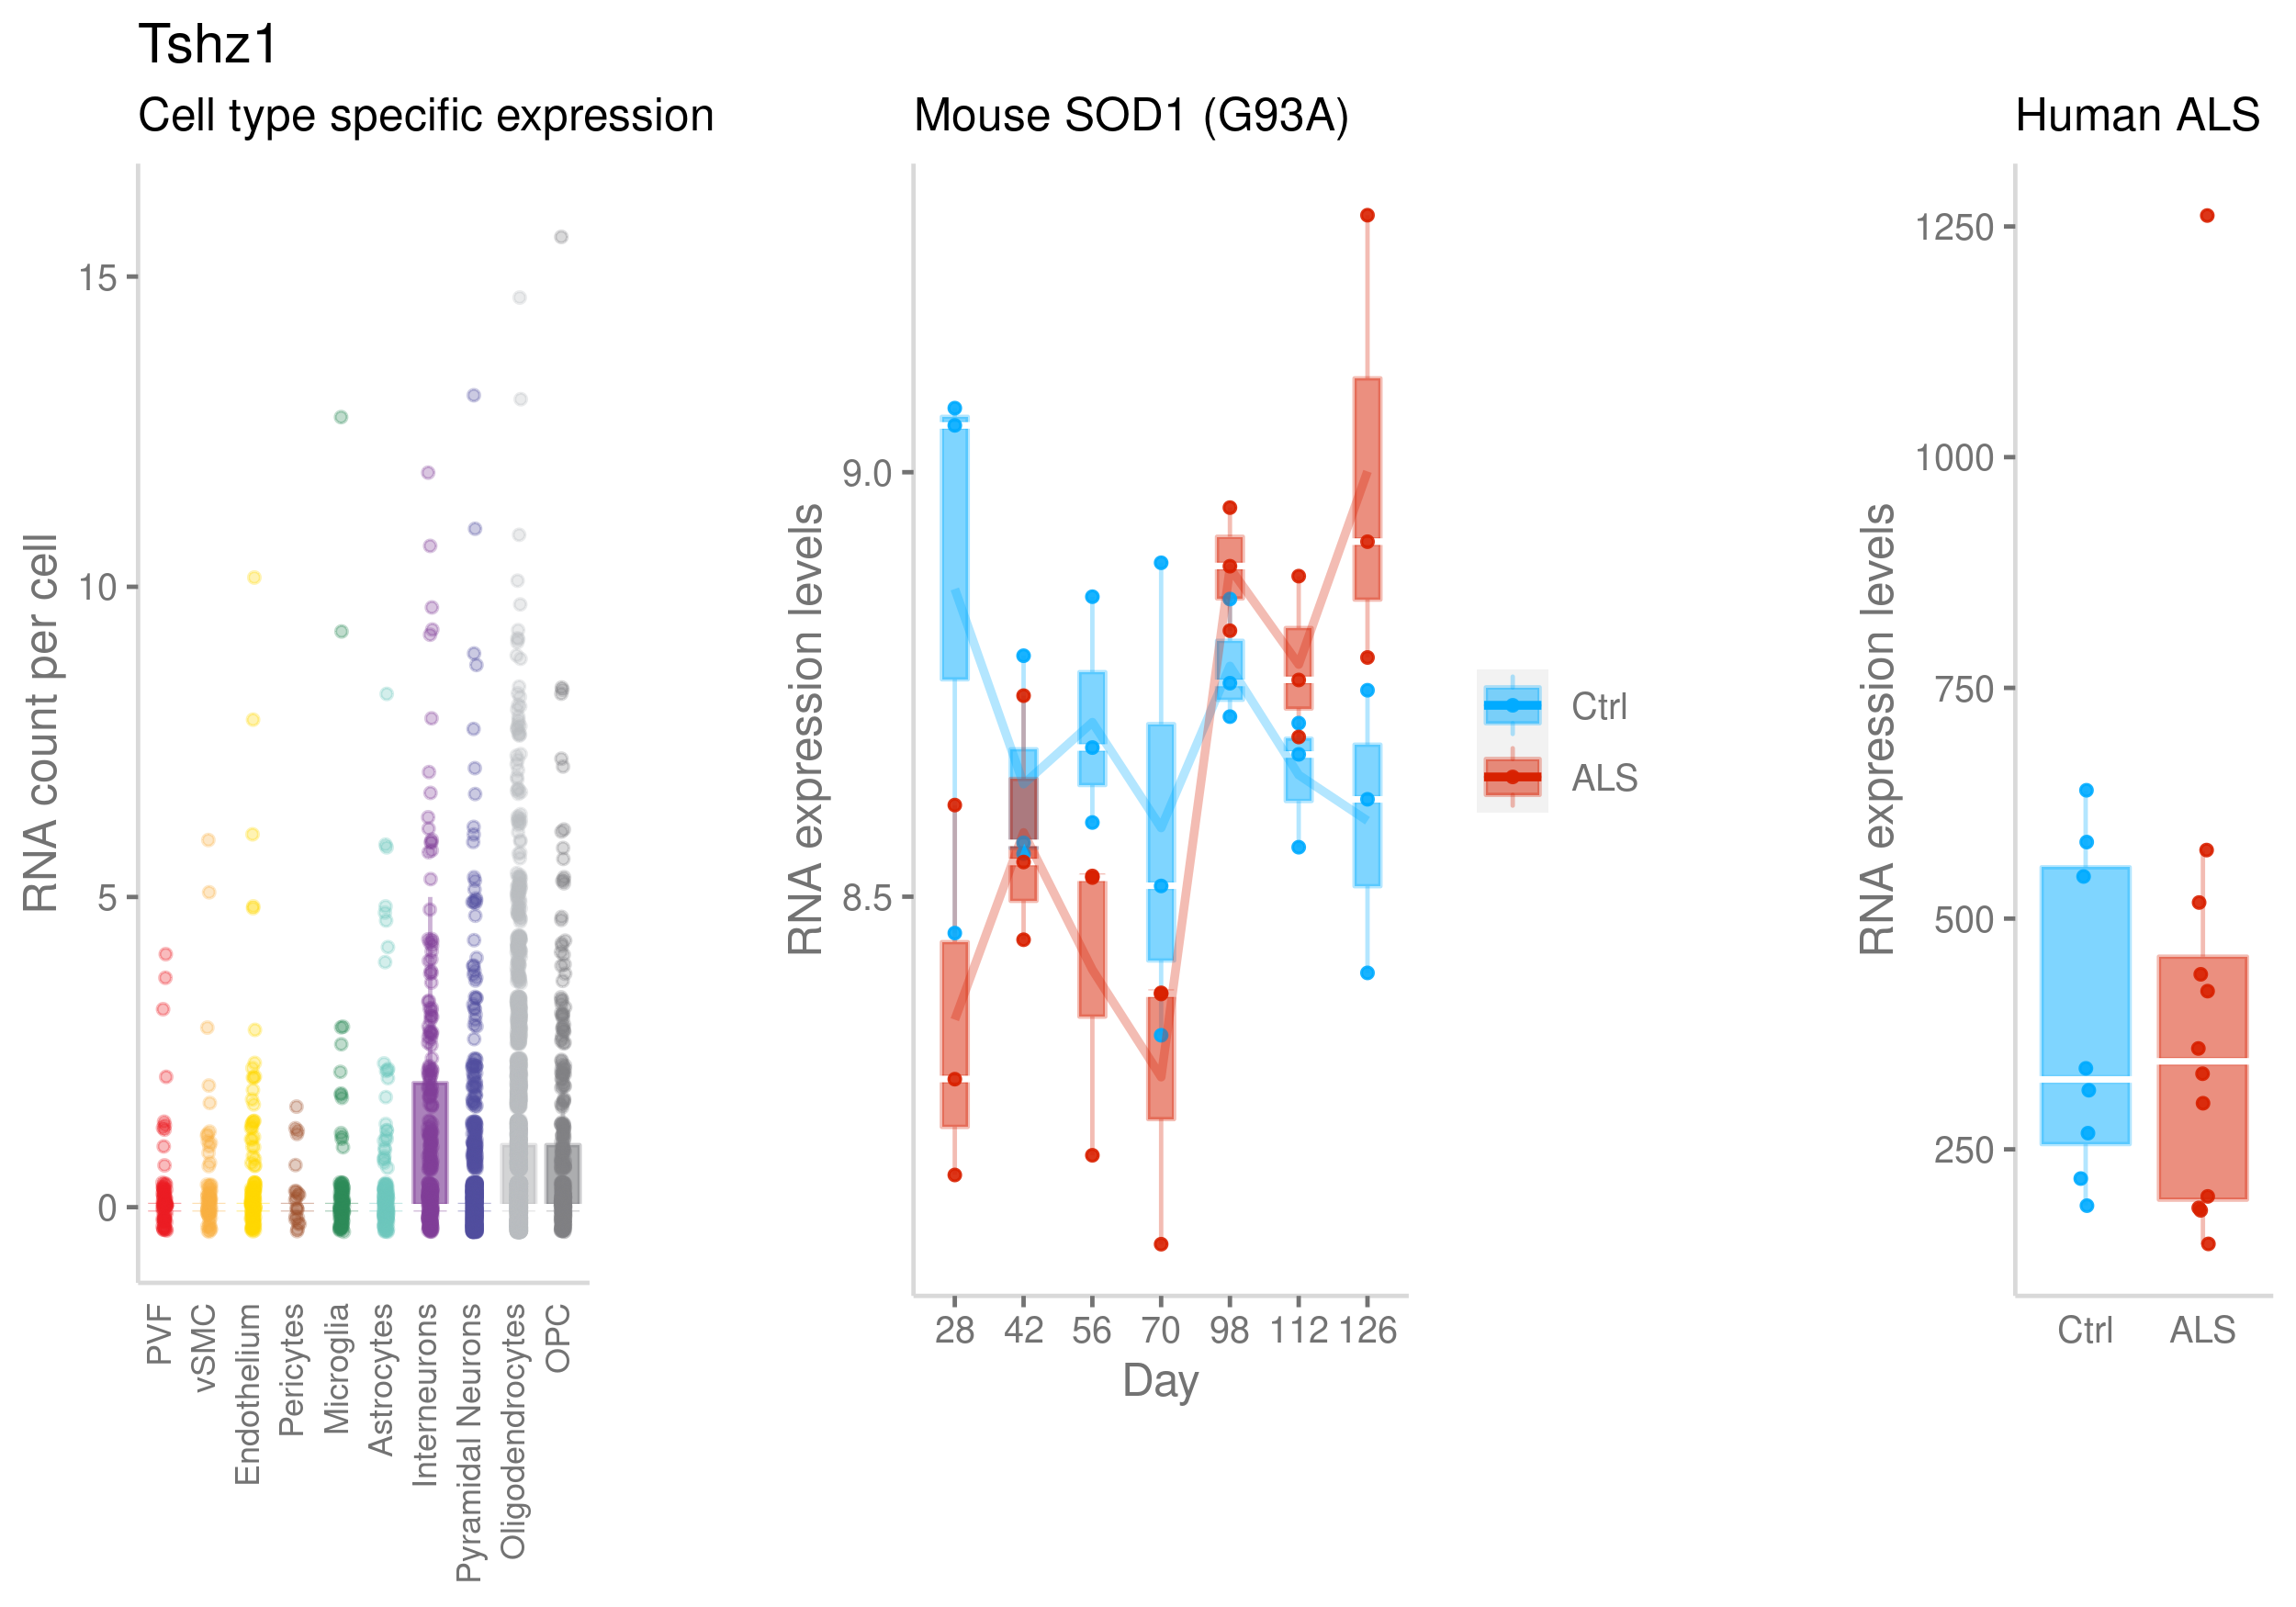 Tshz1
Cell type specific expression
RNA count per cell
15
10
5
0
PVF
vSMC
Endothelium
Pericytes
Microglia
Astrocytes
Interneurons
Pyramidal Neurons
Oligodendrocytes
OPC
Mouse SOD1 (G93A)
RNA expression levels
9.0
8.5
28 42 56 70 98 112 126
Day
Ctrl
ALS
Human ALS
RNA expression levels
1250
1000
750
500
250
Ctrl ALS